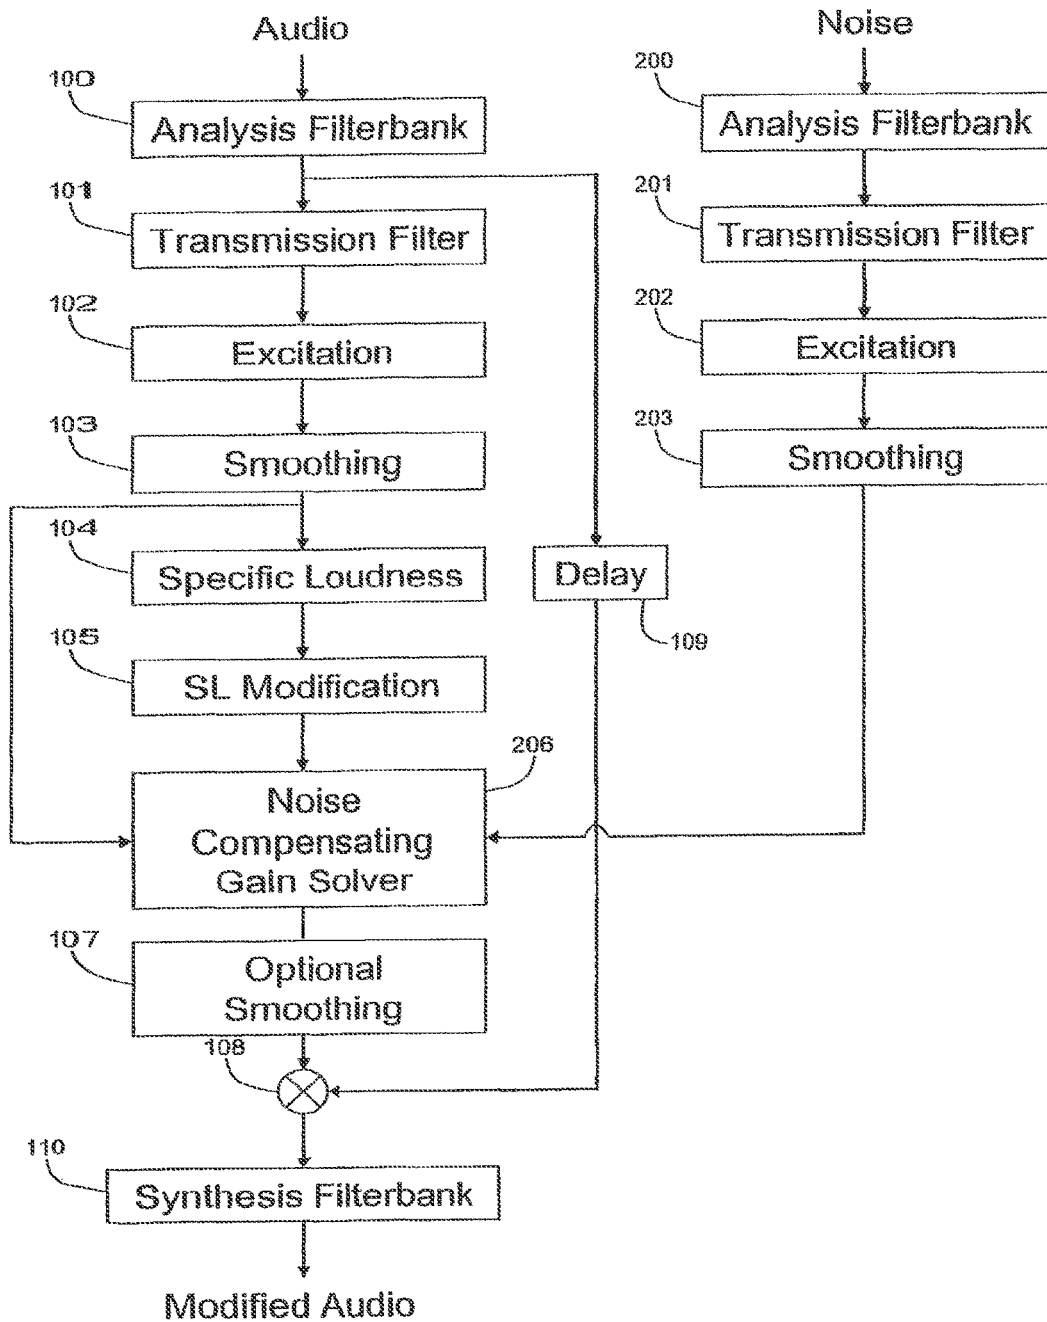 Audio
100
Analysis Filterbank
101
Transmission Filter
102
Excitation
103
Smoothing
104
Specific Loudness
105
SL Modification
Noise
200
Analysis Filterbank
201
Transmission Filter
202
Excitation
203
Smoothing
Delay
109
206
Noise
Compensating
Gain Solver
107
Optional
Smoothing
108
110
Synthesis Filterbank
Modified Audio